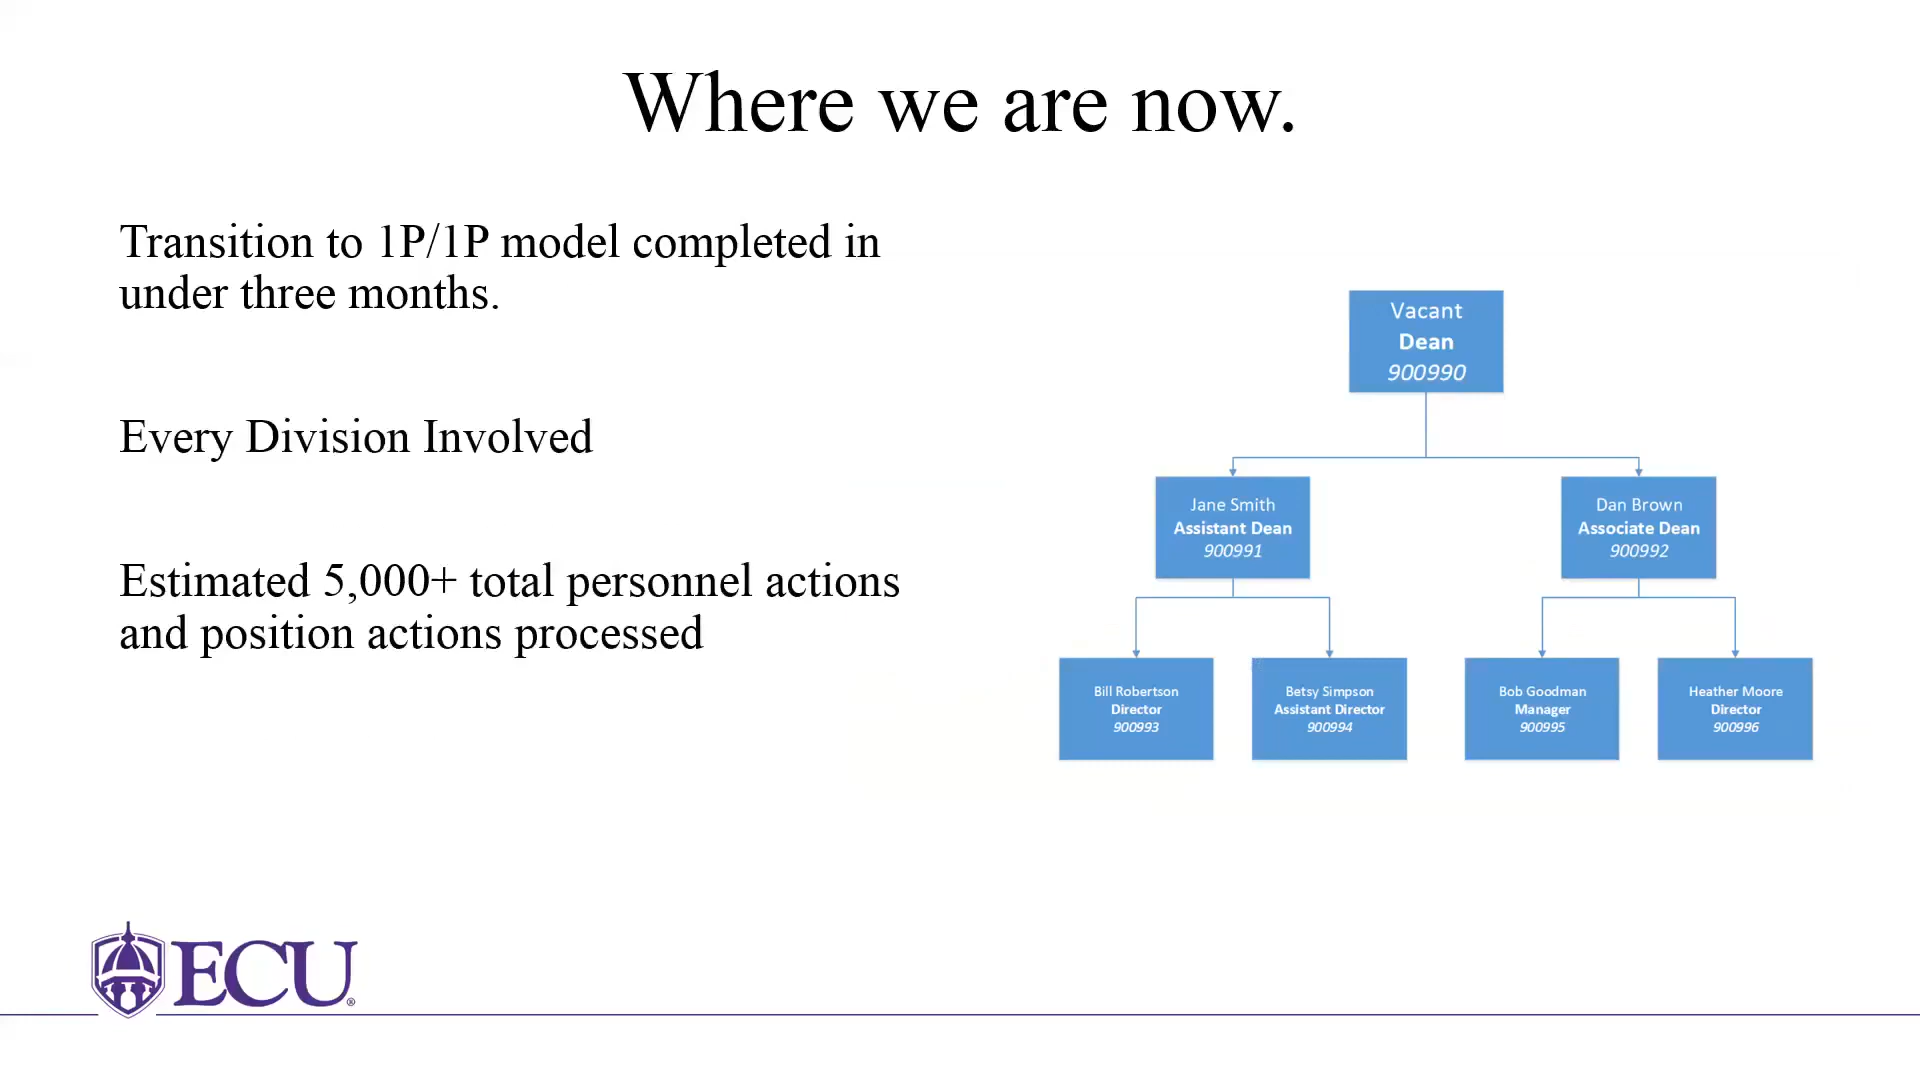 Where we are now.
Transition to 1P/1P model completed in
under three months.
Every Division Involved
Estimated 5,000+ total personnel actions
and position actions processed
Vacant
Dean
900990
Jane Smith
Assistant Dean
900991
Dan Brown
Associate Dean
900992
Bill Robertson
Director
900993
Betsy Simpson
Assistant Director
900994
Bob Goodman
Manager
900995
Heather Moore
Director
900996
ECU®